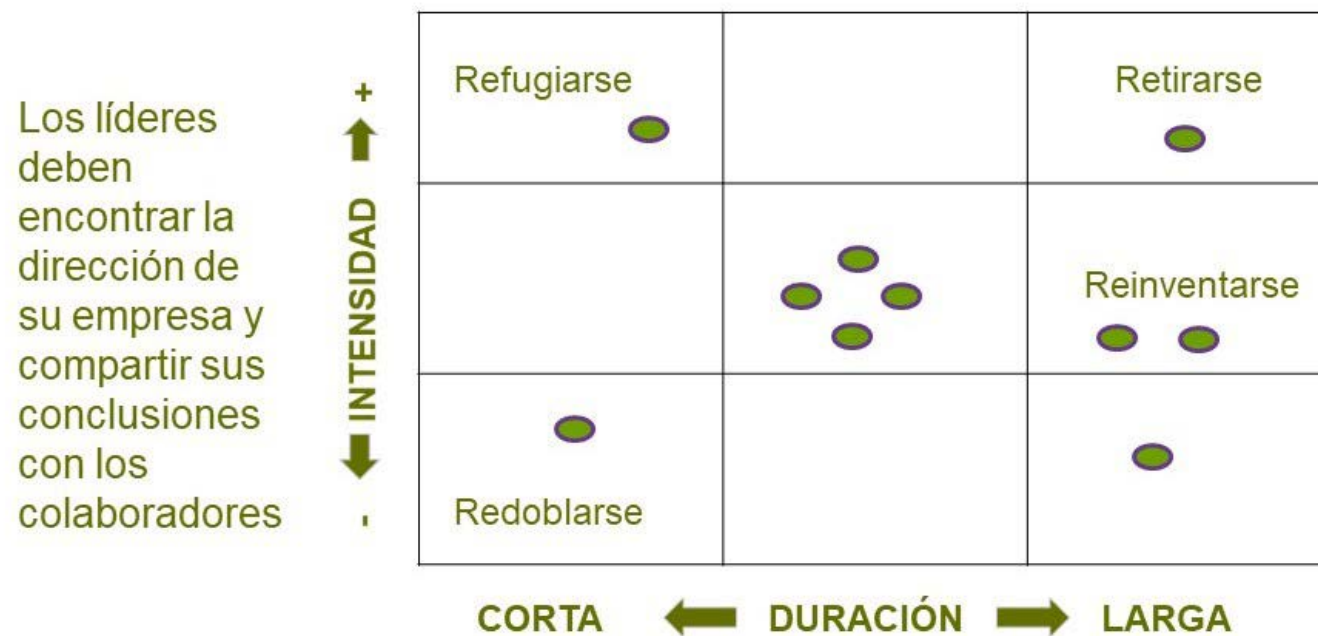 Los líderes
deben
encontrar la
dirección de
su empresa y
compartir sus
conclusiones
con los
colaboradores
+
INTENSIDAD
-
Refugiarse
Retirarse
Reinventarse
Redoblarse
CORTA
DURACIÓN
LARGA